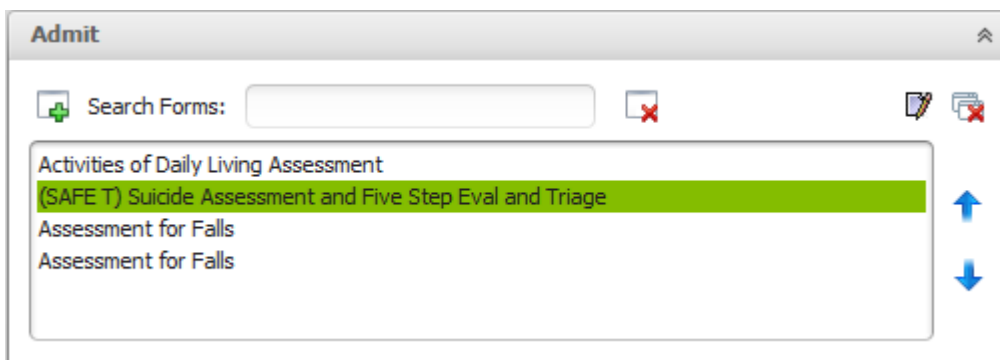 Admit
Search Forms:
Activities of Daily Living Assessment
(SAFE T) Suicide Assessment and Five Step Eval and Triage
Assessment for Falls
Assessment for Falls